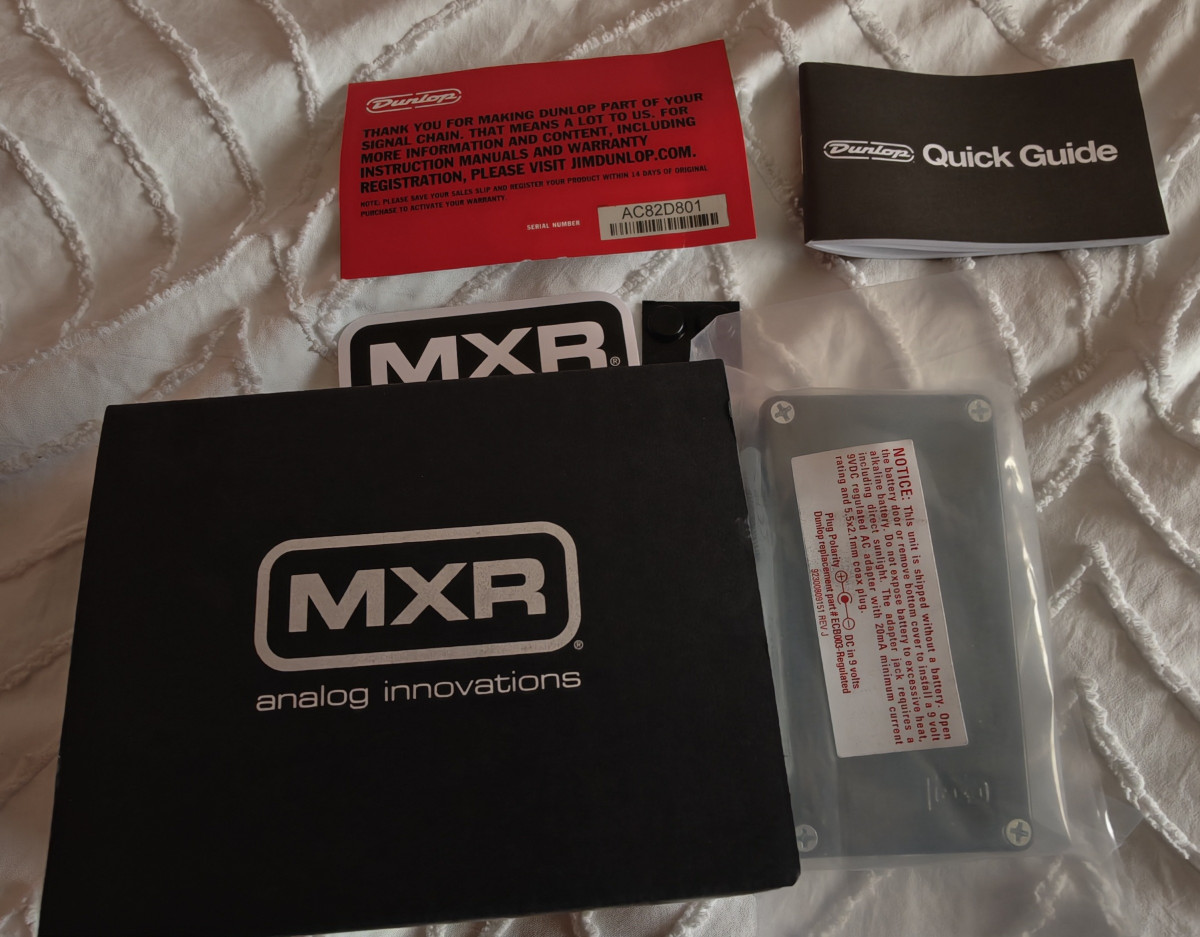 Dunlop
THANK YOU FOR MAKING DUNLOP PART OF YOUR
SIGNAL CHAIN. THAT MEANS A LOT TO US. FOR
MORE INFORMATION AND CONTENT, INCLUDING
INSTRUCTION MANUALS AND WARRANTY
REGISTRATION, PLEASE VISIT JIMDUNLOP.COM.
NOTE: PLEASE SAVE YOUR SALES SLIP AND REGISTER YOUR PRODUCT WITHIN 14 DAYS OF ORIGINAL
PURCHASE TO ACTIVATE YOUR WARRANTY.
SERIAL NUMBER
AC82D801
Dunlop Quick Guide
MXR®
MXR®
analog innovations
NOTICE: This unit is shipped without a battery. Open
the battery door or remove bottom cover to install a 9 volt
alkaline battery. Do not expose battery to excessive heat,
including direct sunlight. The adapter jack requires a
9VDC regulated AC adapter with 20mA minimum current
rating and 5.5x2.1mm coax plug.
Plug Polarity + – DC in 9 volts
Dunlop replacement part # ECB003-Regulated
92300809151 REV J